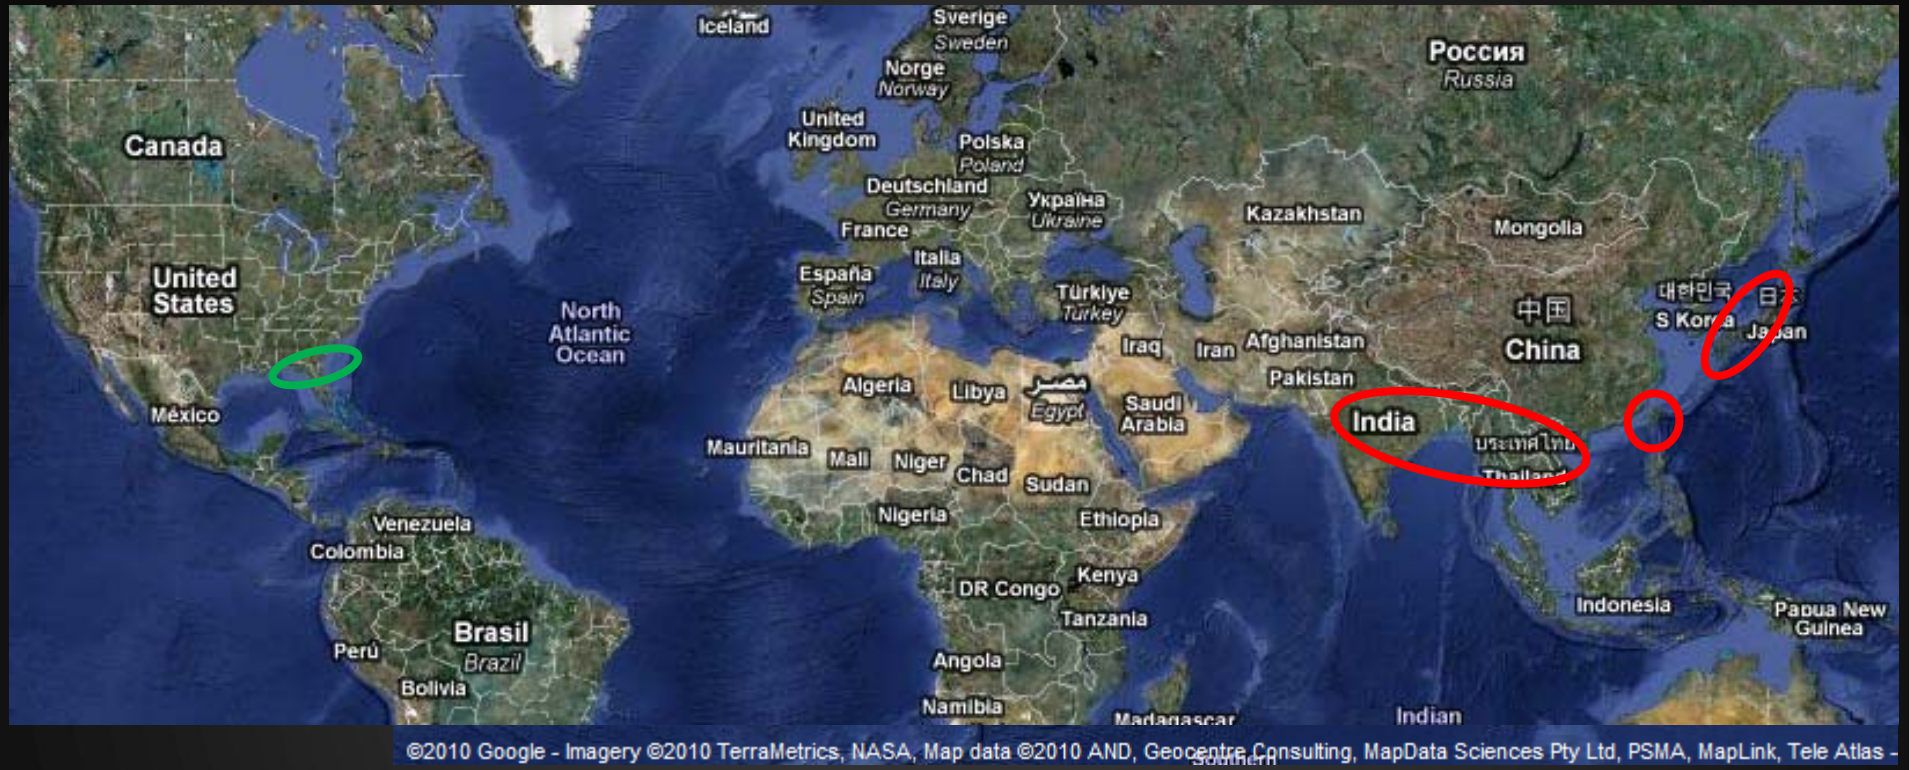 Iceland
Sverige
Sweden
Norge
Norway
Россия
Russia
Canada
United
Kingdom
Polska
Poland
Deutschland
Germany
Україна
Ukraine
France
Kazakhstan
Mongolia
United
States
España
Spain
Italia
Italy
Türkiye
Turkey
대한민국
S Korea
日本
Japan
中国
China
North
Atlantic
Ocean
Iraq
Iran
Afghanistan
Pakistan
México
Algeria
Libya
مصر
Egypt
Saudi
Arabia
India
ประเทศไทย
Thailand
Mauritania
Mali
Niger
Chad
Sudan
Nigeria
Ethiopia
Venezuela
Colombia
DR Congo
Kenya
Tanzania
Indonesia
Papua New
Guinea
Brasil
Brazil
Perú
Bolivia
Angola
Namibia
Madagascar
Indian
Southern
©2010 Google - Imagery ©2010 TerraMetrics, NASA, Map data ©2010 AND, Geocentre Consulting, MapData Sciences Pty Ltd, PSMA, MapLink, Tele Atlas -